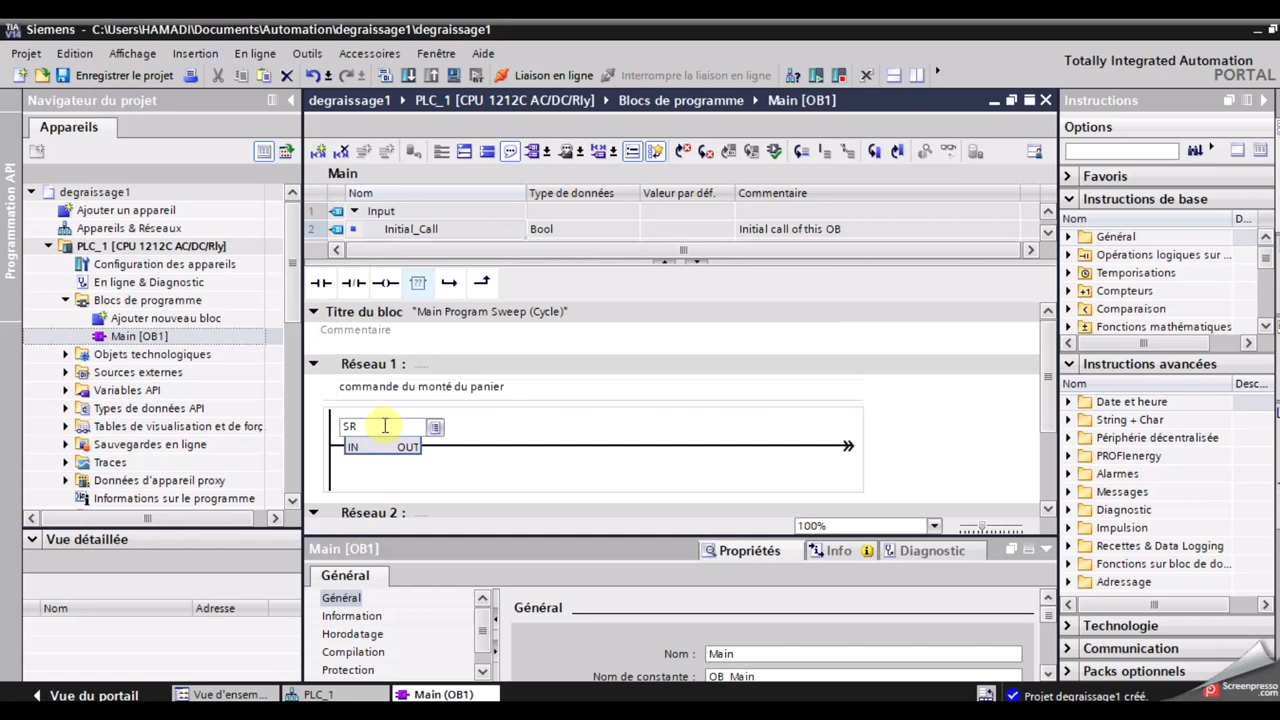 TIA
V14
Siemens - C:\Users\HAMADI\Documents\Automation\degraissage1\degraissage1
Projet Edition Affichage Insertion En ligne Outils Accessoires Fenêtre Aide
Totally Integrated Automation
PORTAL
Enregistrer le projet
Liaison en ligne
Interrompre la liaison en ligne
Navigateur du projet
degraissage1 PLC_1 [CPU 1212C AC/DC/Rly] Blocs de programme Main [OB1]
Instructions
Appareils
Options
Programmation API
Main
Nom Type de données Valeur par déf. Commentaire
1 Input
2 Initial_Call Bool Initial call of this OB
degraissage1
Ajouter un appareil
Appareils & Réseaux
PLC_1 [CPU 1212C AC/DC/Rly]
Configuration des appareils
En ligne & Diagnostic
Blocs de programme
Ajouter nouveau bloc
Main [OB1]
Objets technologiques
Sources externes
Variables API
Types de données API
Tables de visualisation et de forç...
Sauvegardes en ligne
Traces
Données d'appareil proxy
Informations sur le programme
Vue détaillée
Nom Adresse
??
Titre du bloc : "Main Program Sweep (Cycle)"
Commentaire
Réseau 1 : .....
commande du monté du panier
SR
IN OUT
Réseau 2 : .....
100%
Favoris
Instructions de base
Nom D...
Général
Opérations logiques sur ...
Temporisations
Compteurs
Comparaison
Fonctions mathématiques
Instructions avancées
Nom Desc...
Date et heure
String + Char
Périphérie décentralisée
PROFIenergy
Alarmes
Messages
Diagnostic
Impulsion
Recettes & Data Logging
Fonctions sur bloc de do...
Adressage
Technologie
Communication
Packs optionnels
Main [OB1]
Propriétés Info Diagnostic
Général
Général
Information
Horodatage
Compilation
Protection
Général
Nom : Main
Nom de constante : OB_Main
Vue du portail Vue d'ensem... PLC_1 Main (OB1)
Projet degraissage1 créé.
Screenpresso
.com